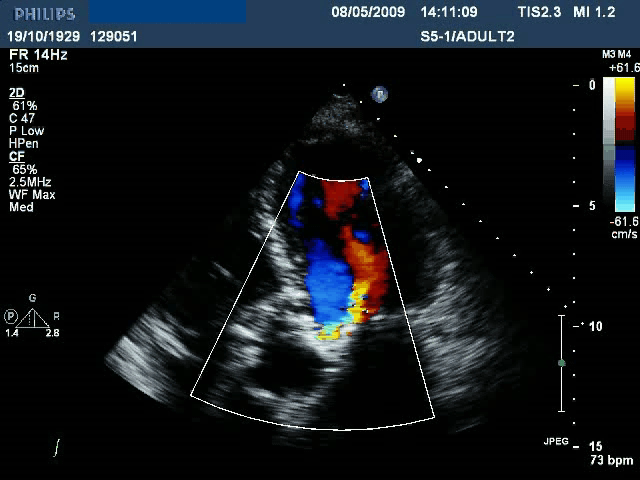 PHILIPS 08/05/2009 14:11:09 TIS2.3 MI 1.2
19/10/1929 129051 S5-1/ADULT2
FR 14Hz
15cm
M3 M4
+61.6
2D
61%
C 47
P Low
HPen
CF
65%
2.5MHz
WF Max
Med
P
0
5
-61.6
cm/s
G
P R
1.4 2.8
10
JPEG
15
73 bpm